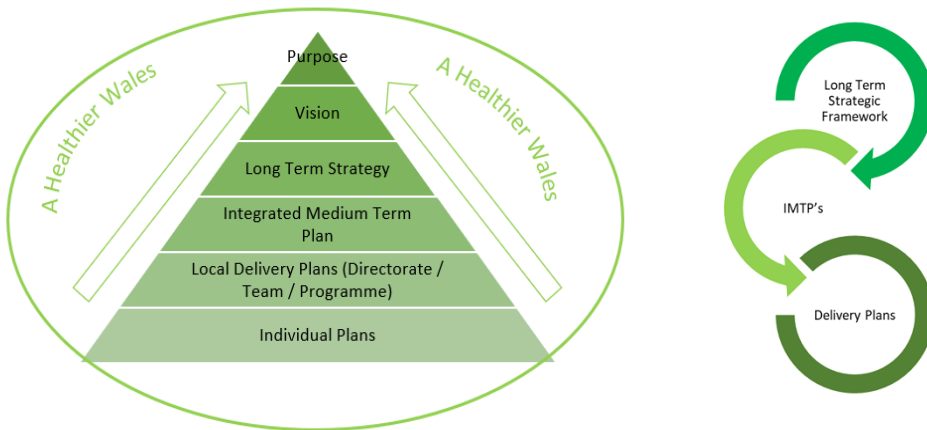 A Healthier Wales
A Healthier Wales
Purpose
Vision
Long Term Strategy
Integrated Medium Term
Plan
Local Delivery Plans (Directorate /
Team / Programme)
Individual Plans
Long Term
Strategic
Framework
IMTP's
Delivery Plans